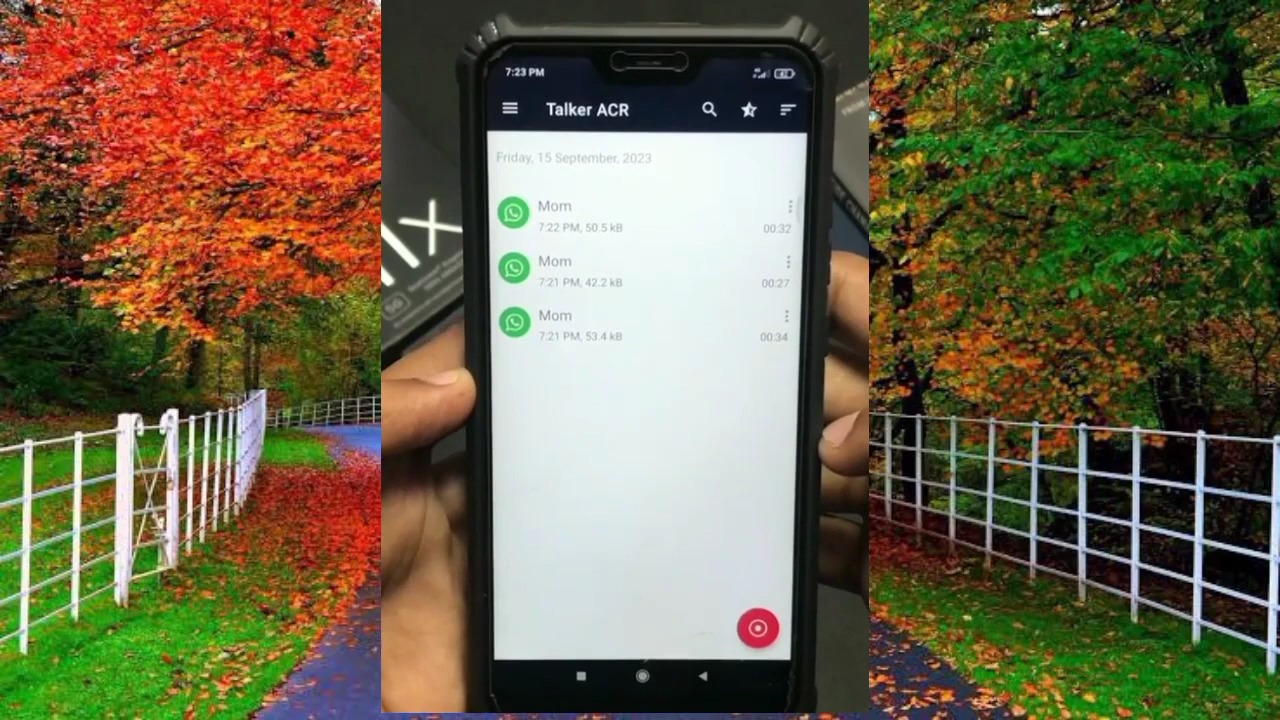 7:23 PM
Talker ACR
Friday, 15 September, 2023
Mom
7:22 PM, 50.5 kB
00:32
Mom
7:21 PM, 42.2 kB
00:27
Mom
7:21 PM, 53.4 kB
00:34
5G